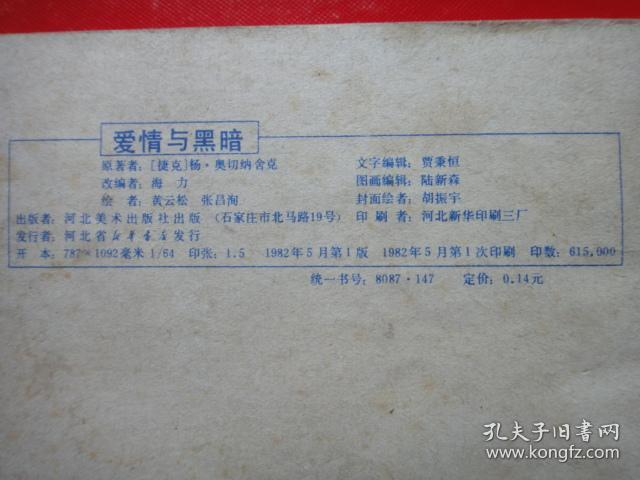 爱情与黑暗
原著者：[捷克]杨·奥切纳舍克 文字编辑：贾秉恒
改编者：海 力 图画编辑：陆新森
绘 者：黄云松 张昌洵 封面绘者：胡振宇
出版者：河北美术出版社出版（石家庄市北马路19号） 印 刷 者：河北新华印刷三厂
发行者：河北省新华书店发行
开 本：787×1092毫米 1/64 印张：1.5 1982年5月第1版 1982年5月第1次印刷 印数：615,000
统一书号：8087·147 定价：0.14元
孔夫子旧书网
www.kongfz.com